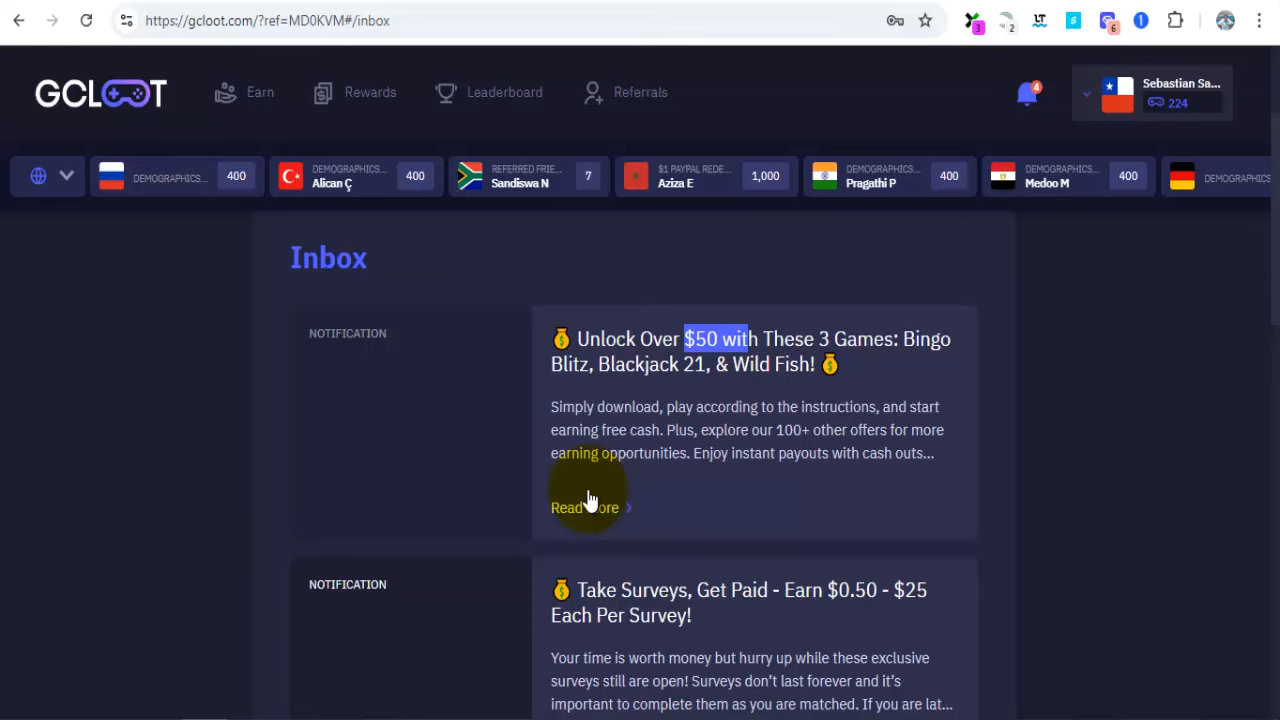 https://gcloot.com/?ref=MD0KVM#/inbox
3
2
LT
6
GCLOOT
Earn
Rewards
Leaderboard
Referrals
4
Sebastian Sa...
224
DEMOGRAPHICS...
400
DEMOGRAPHICS...
Alican Ç
400
REFERRED FRIE...
Sandiswa N
7
$1 PAYPAL REDE...
Aziza E
1,000
DEMOGRAPHICS...
Pragathi P
400
DEMOGRAPHICS...
Medoo M
400
DEMOGRAPHICS
Inbox
NOTIFICATION
💰 Unlock Over $50 with These 3 Games: Bingo
Blitz, Blackjack 21, & Wild Fish! 💰
Simply download, play according to the instructions, and start
earning free cash. Plus, explore our 100+ other offers for more
earning opportunities. Enjoy instant payouts with cash outs...
Read More
NOTIFICATION
💰 Take Surveys, Get Paid - Earn $0.50 - $25
Each Per Survey!
Your time is worth money but hurry up while these exclusive
surveys still are open! Surveys don’t last forever and it’s
important to complete them as you are matched. If you are lat...